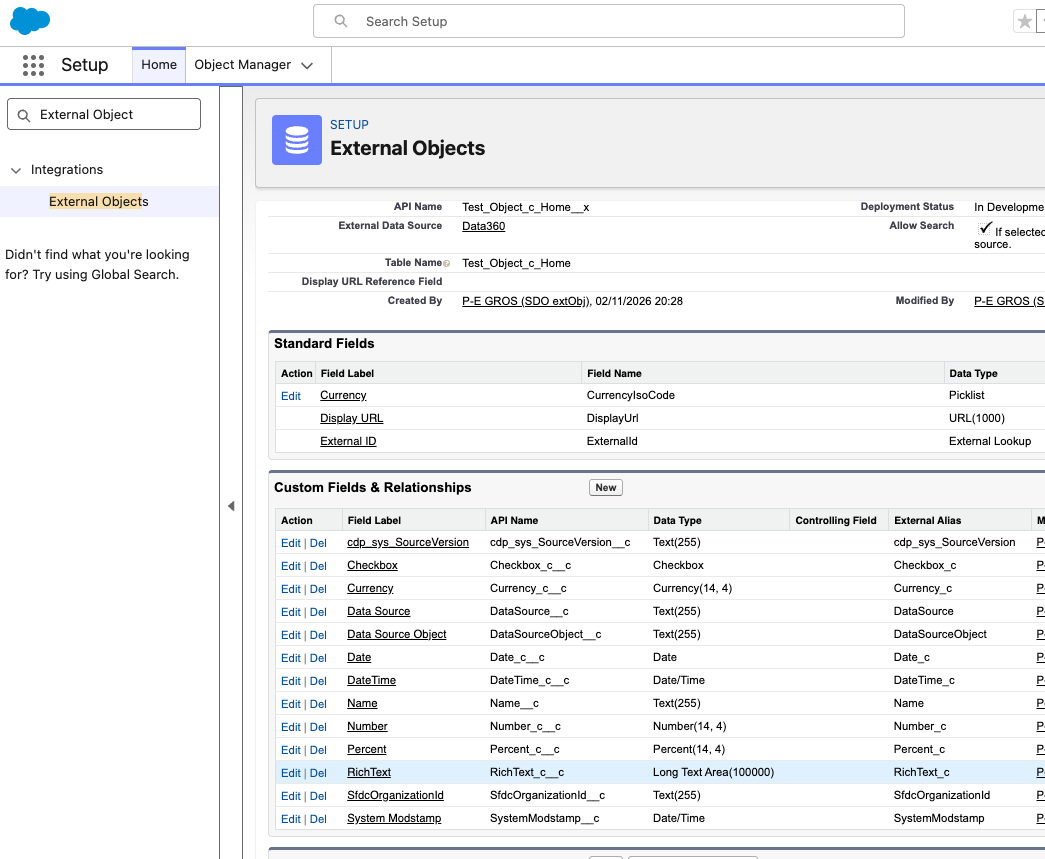 Search Setup
Setup
Home
Object Manager
External Object
Integrations
External Objects
Didn't find what you're looking
for? Try using Global Search.
SETUP
External Objects
API Name Test_Object_c_Home__x Deployment Status In Developme
External Data Source Data360 Allow Search If selected
source.
Table Name Test_Object_c_Home
Display URL Reference Field
Created By P-E GROS (SDO extObj), 02/11/2026 20:28 Modified By P-E GROS (S
Standard Fields
Action Field Label Field Name Data Type
Edit Currency CurrencyIsoCode Picklist
Display URL DisplayUrl URL(1000)
External ID ExternalId External Lookup
Custom Fields & Relationships New
Action Field Label API Name Data Type Controlling Field External Alias M
Edit | Del cdp_sys_SourceVersion cdp_sys_SourceVersion__c Text(255) cdp_sys_SourceVersion P-
Edit | Del Checkbox Checkbox_c__c Checkbox Checkbox_c P-
Edit | Del Currency Currency_c__c Currency(14, 4) Currency_c P-
Edit | Del Data Source DataSource__c Text(255) DataSource P-
Edit | Del Data Source Object DataSourceObject__c Text(255) DataSourceObject P-
Edit | Del Date Date_c__c Date Date_c P-
Edit | Del DateTime DateTime_c__c Date/Time DateTime_c P-
Edit | Del Name Name__c Text(255) Name P-
Edit | Del Number Number_c__c Number(14, 4) Number_c P-
Edit | Del Percent Percent_c__c Percent(14, 4) Percent_c P-
Edit | Del RichText RichText_c__c Long Text Area(100000) RichText_c P-
Edit | Del SfdcOrganizationId SfdcOrganizationId__c Text(255) SfdcOrganizationId P-
Edit | Del System Modstamp SystemModstamp__c Date/Time SystemModstamp P-